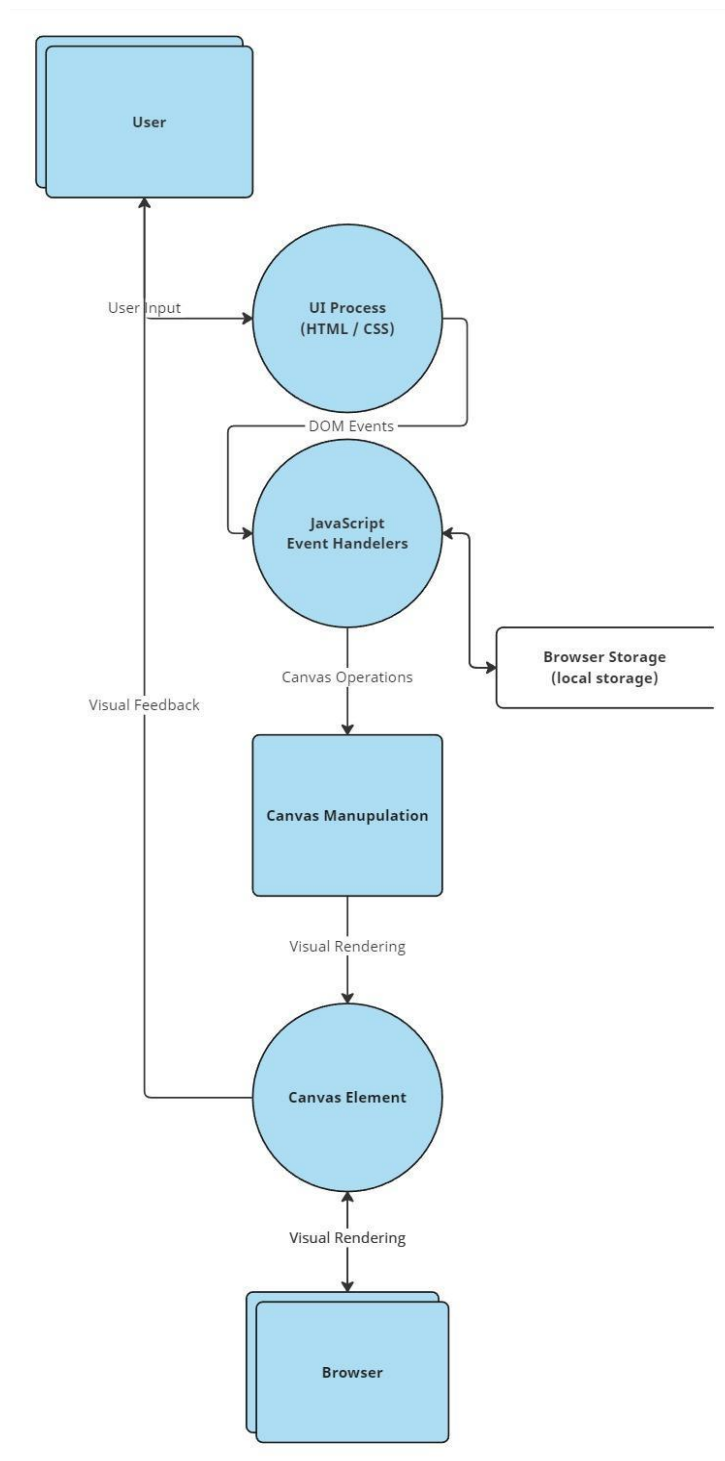 User
User Input
UI Process
(HTML / CSS)
DOM Events
JavaScript
Event Handelers
Browser Storage
(local storage)
Canvas Operations
Visual Feedback
Canvas Manupulation
Visual Rendering
Canvas Element
Visual Rendering
Browser